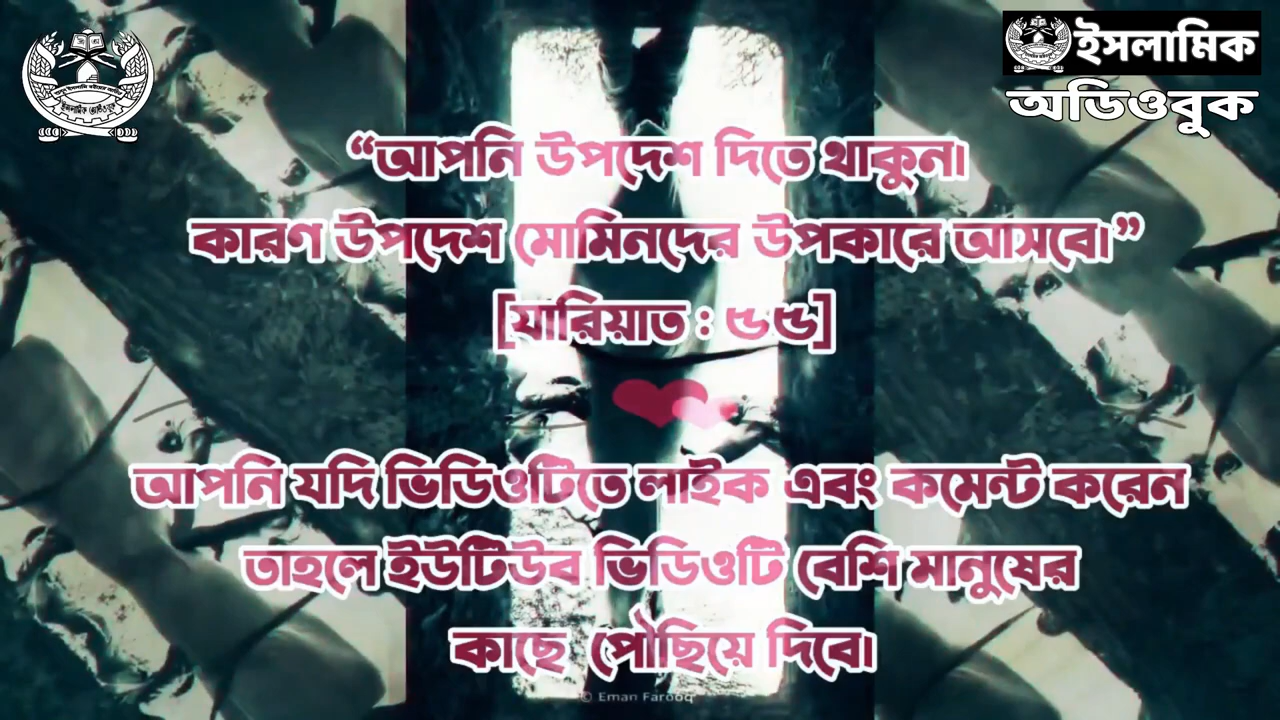 ইসলামিক
অডিওবুক
“আপনি উপদেশ দিতে থাকুন।
কারণ উপদেশ মোমিনদের উপকারে আসবে।”
[যারিয়াত : ৫৫]
আপনি যদি ভিডিওটিতে লাইক এবং কমেন্ট করেন
তাহলে ইউটিউব ভিডিওটি বেশি মানুষের
কাছে পৌছিয়ে দিবে।
© Eman Farooq